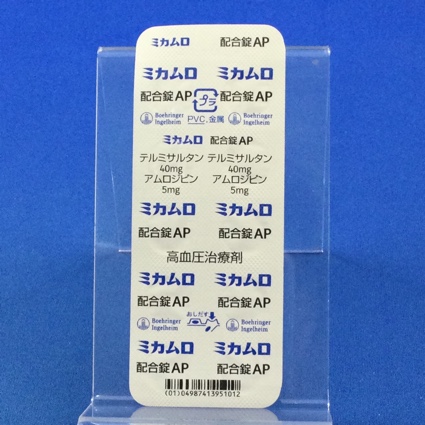 ミカムロ 配合錠AP
ミカムロ ミカムロ
配合錠AP プラ 配合錠AP
Boehringer Ingelheim PVC、金属 Boehringer Ingelheim
ミカムロ 配合錠AP
テルミサルタン テルミサルタン
40mg 40mg
アムロジピン アムロジピン
5mg 5mg
ミカムロ ミカムロ
配合錠AP 配合錠AP
高血圧治療剤
ミカムロ ミカムロ
配合錠AP 配合錠AP
Boehringer Ingelheim おしだす Boehringer Ingelheim
ミカムロ ミカムロ
配合錠AP 配合錠AP
(01)04987413951012